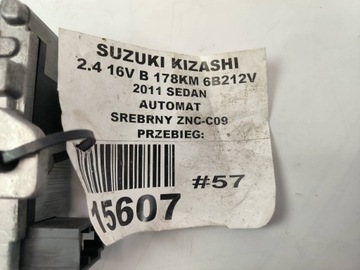 SUZUKI KIZASHI
2.4 16V B 178KM 6B212V
2011 SEDAN
AUTOMAT
SREBRNY ZNC-C09
PRZEBIEG:
#57
15607